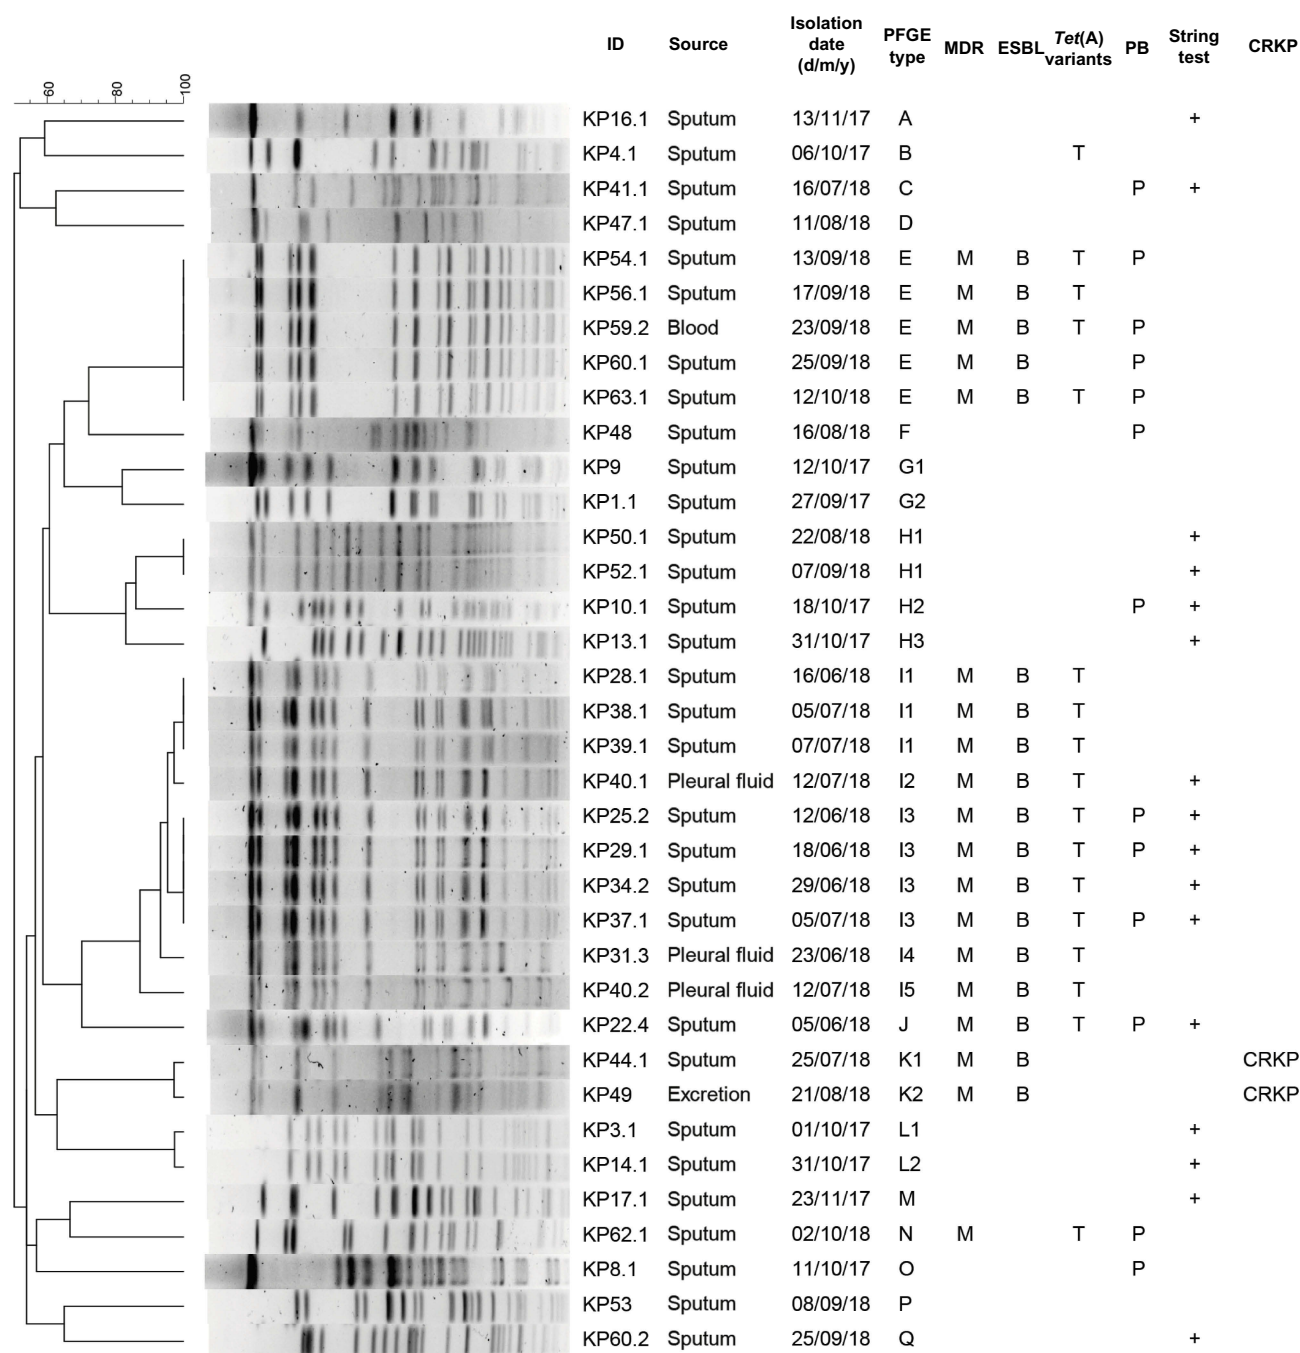 ID Source Isolation date (d/m/y) PFGE type MDR ESBL Tet(A) variants PB String test CRKP
60 80 100
KP16.1 Sputum 13/11/17 A +
KP4.1 Sputum 06/10/17 B T
KP41.1 Sputum 16/07/18 C P +
KP47.1 Sputum 11/08/18 D
KP54.1 Sputum 13/09/18 E M B T P
KP56.1 Sputum 17/09/18 E M B T
KP59.2 Blood 23/09/18 E M B T P
KP60.1 Sputum 25/09/18 E M B P
KP63.1 Sputum 12/10/18 E M B T P
KP48 Sputum 16/08/18 F P
KP9 Sputum 12/10/17 G1
KP1.1 Sputum 27/09/17 G2
KP50.1 Sputum 22/08/18 H1 +
KP52.1 Sputum 07/09/18 H1 +
KP10.1 Sputum 18/10/17 H2 P +
KP13.1 Sputum 31/10/17 H3 +
KP28.1 Sputum 16/06/18 I1 M B T
KP38.1 Sputum 05/07/18 I1 M B T
KP39.1 Sputum 07/07/18 I1 M B T
KP40.1 Pleural fluid 12/07/18 I2 M B T +
KP25.2 Sputum 12/06/18 I3 M B T P +
KP29.1 Sputum 18/06/18 I3 M B T P +
KP34.2 Sputum 29/06/18 I3 M B T +
KP37.1 Sputum 05/07/18 I3 M B T P +
KP31.3 Pleural fluid 23/06/18 I4 M B T
KP40.2 Pleural fluid 12/07/18 I5 M B T
KP22.4 Sputum 05/06/18 J M B T P +
KP44.1 Sputum 25/07/18 K1 M B CRKP
KP49 Excretion 21/08/18 K2 M B CRKP
KP3.1 Sputum 01/10/17 L1 +
KP14.1 Sputum 31/10/17 L2 +
KP17.1 Sputum 23/11/17 M +
KP62.1 Sputum 02/10/18 N M T P
KP8.1 Sputum 11/10/17 O P
KP53 Sputum 08/09/18 P
KP60.2 Sputum 25/09/18 Q +